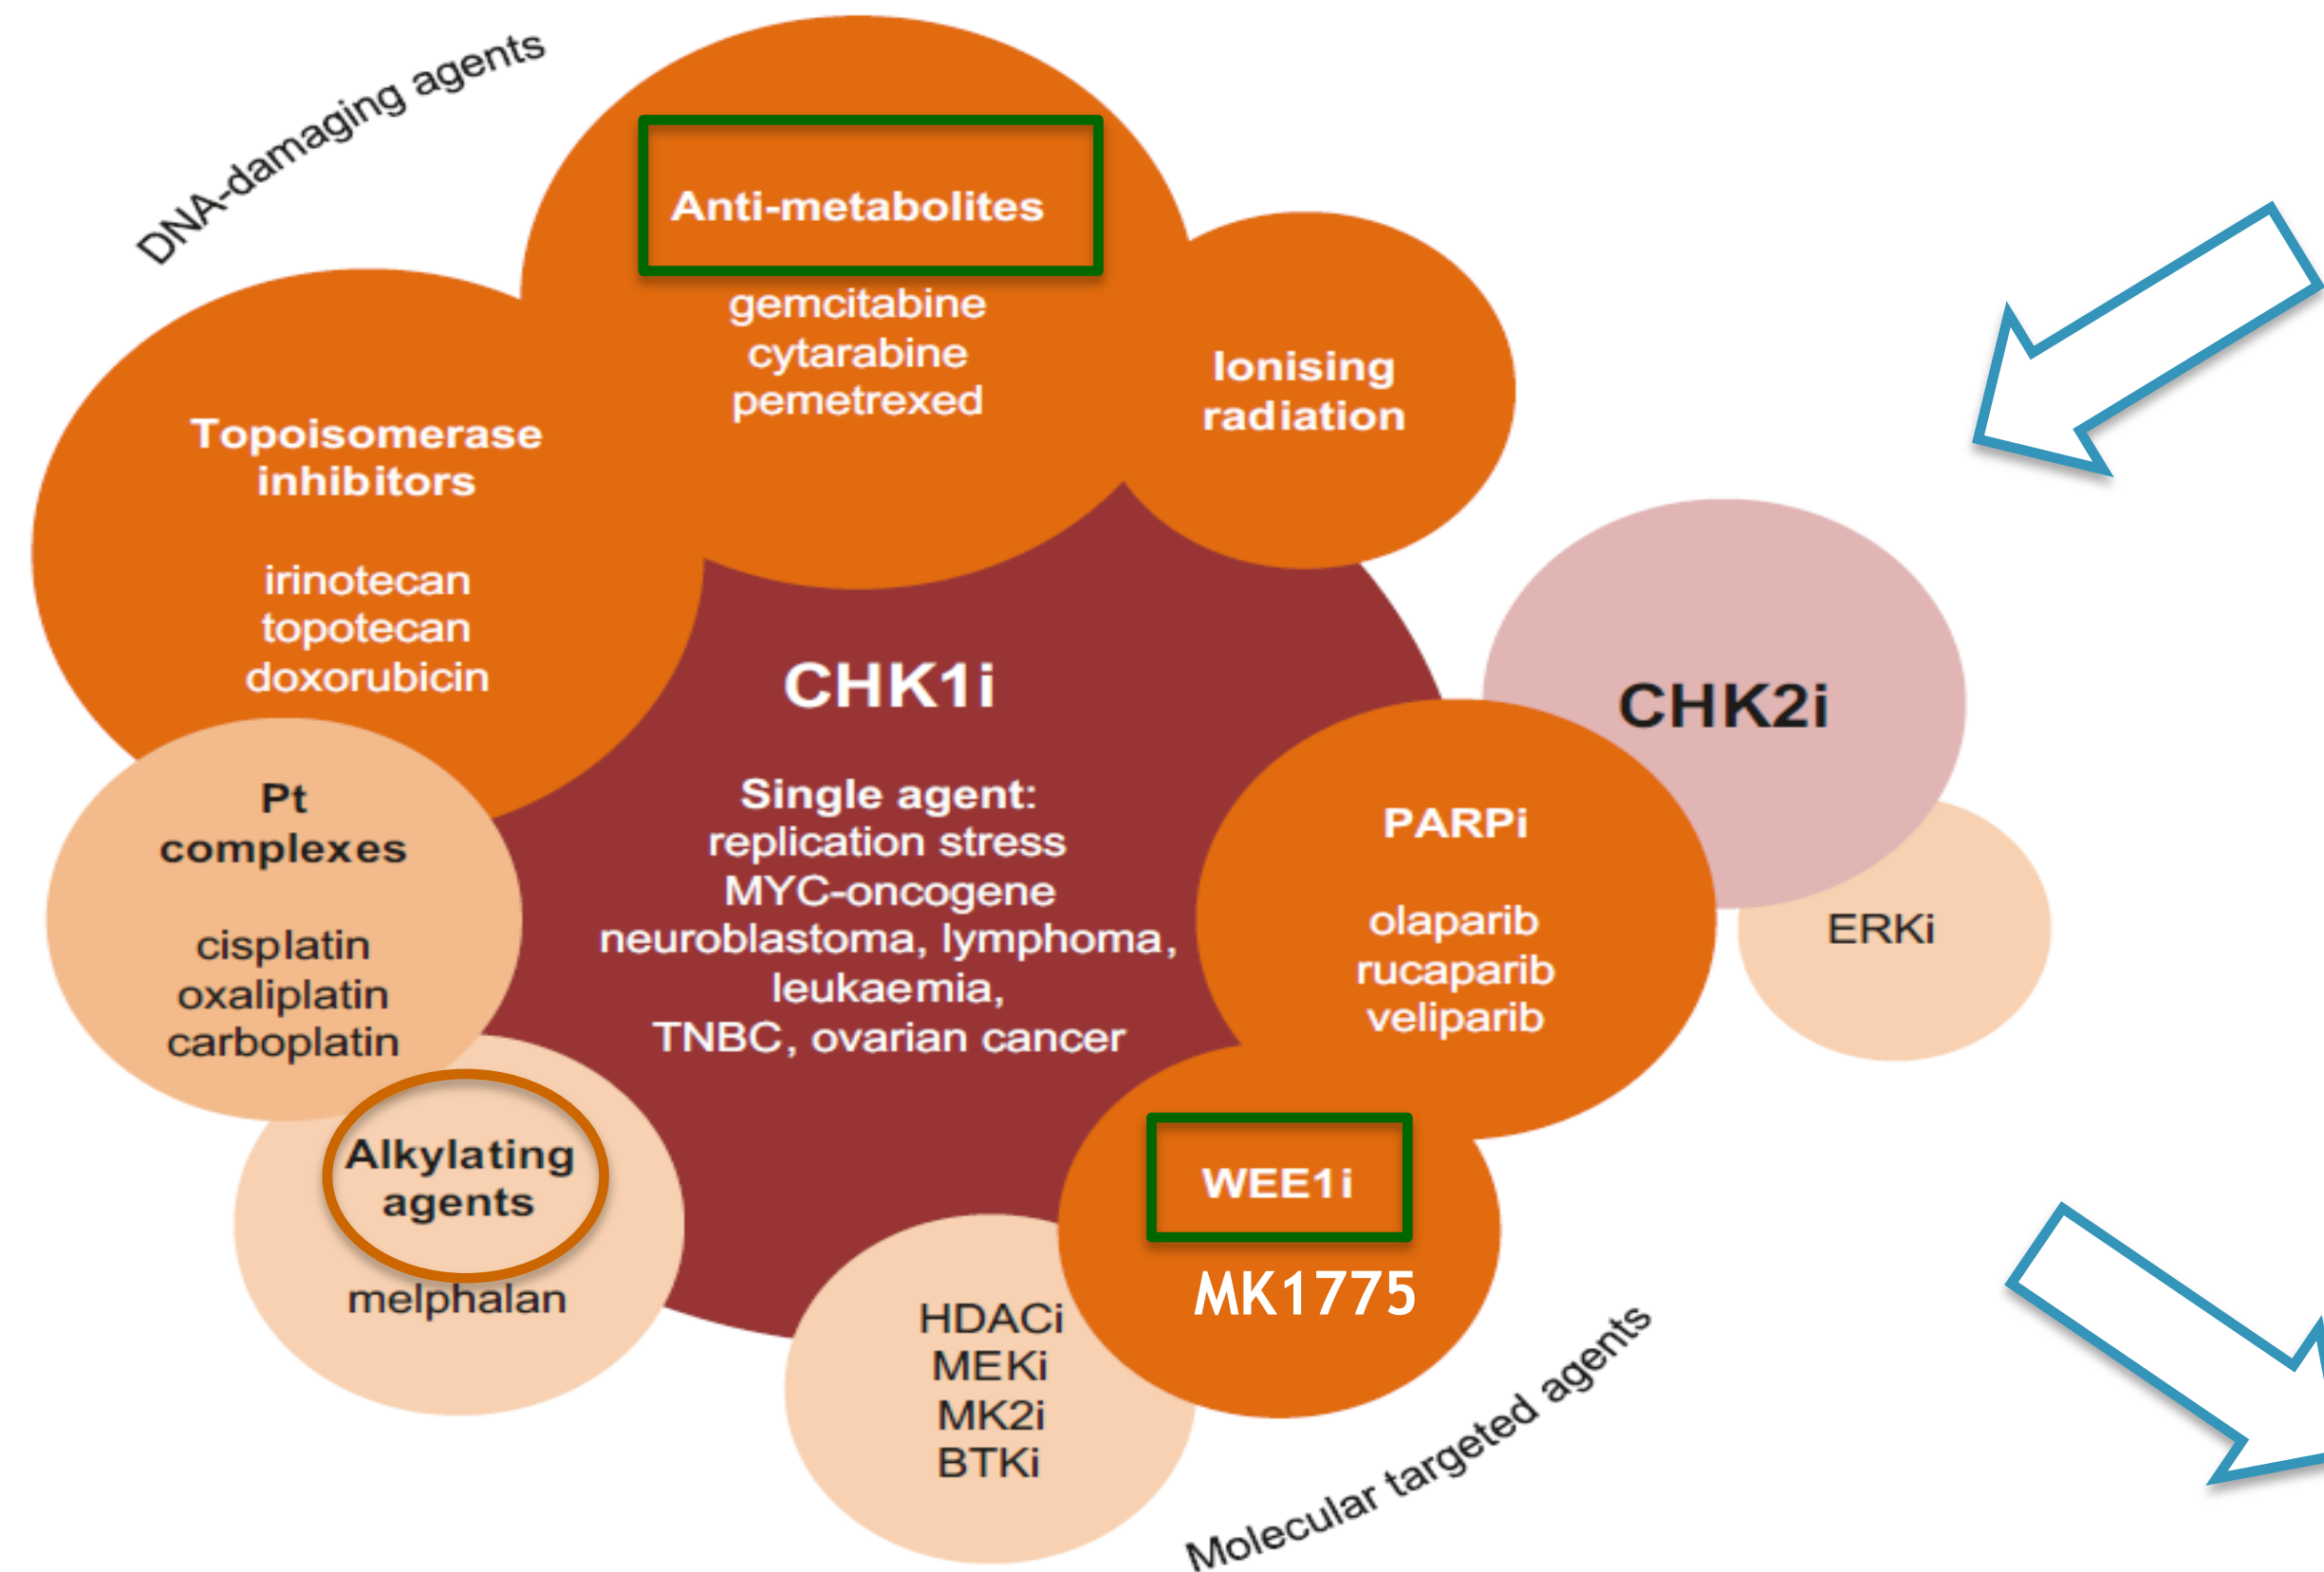 DNA-damaging agents
Anti-metabolites
gemcitabine
cytarabine
pemetrexed
Ionising
radiation
Topoisomerase
inhibitors
irinotecan
topotecan
doxorubicin
CHK1i
Single agent:
replication stress
MYC-oncogene
neuroblastoma, lymphoma,
leukaemia,
TNBC, ovarian cancer
CHK2i
PARPi
olaparib
rucaparib
veliparib
ERKi
Pt
complexes
cisplatin
oxaliplatin
carboplatin
Alkylating
agents
melphalan
WEE1i
MK1775
HDACi
MEKi
MK2i
BTKi
Molecular targeted agents